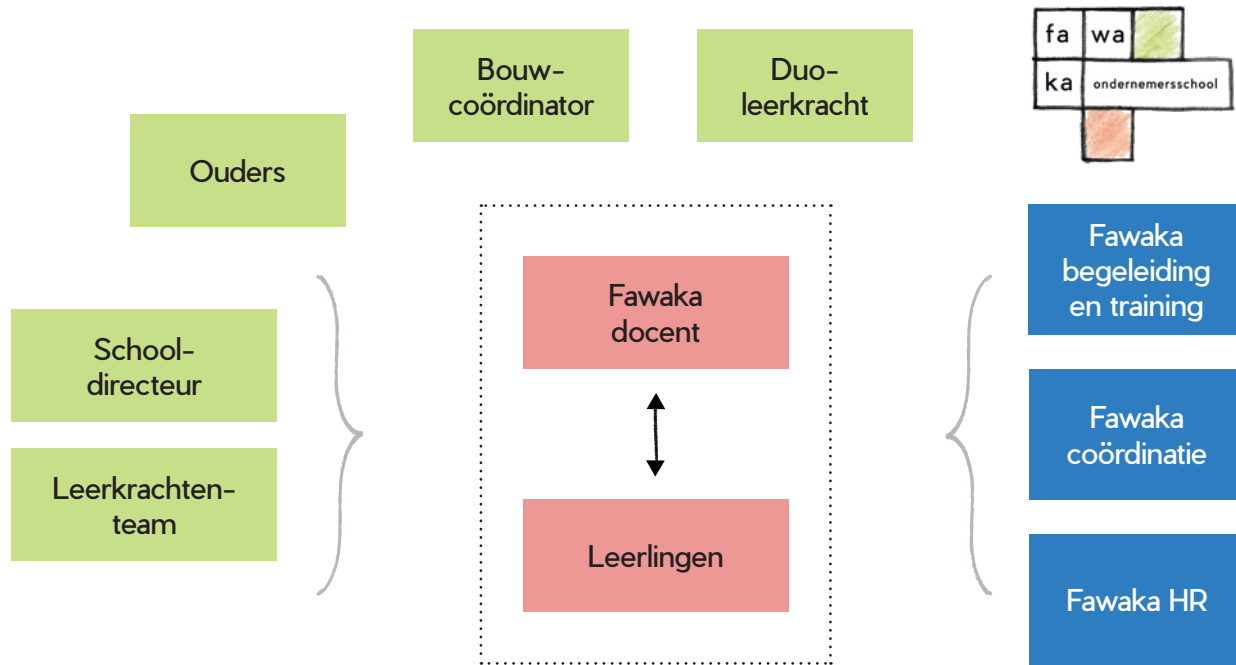 fa wa
ka ondernemersschool
Bouw-
coördinator
Duo-
leerkracht
Ouders
School-
directeur
Leerkrachten-
team
Fawaka
docent
Leerlingen
Fawaka
begeleiding
en training
Fawaka
coördinatie
Fawaka HR